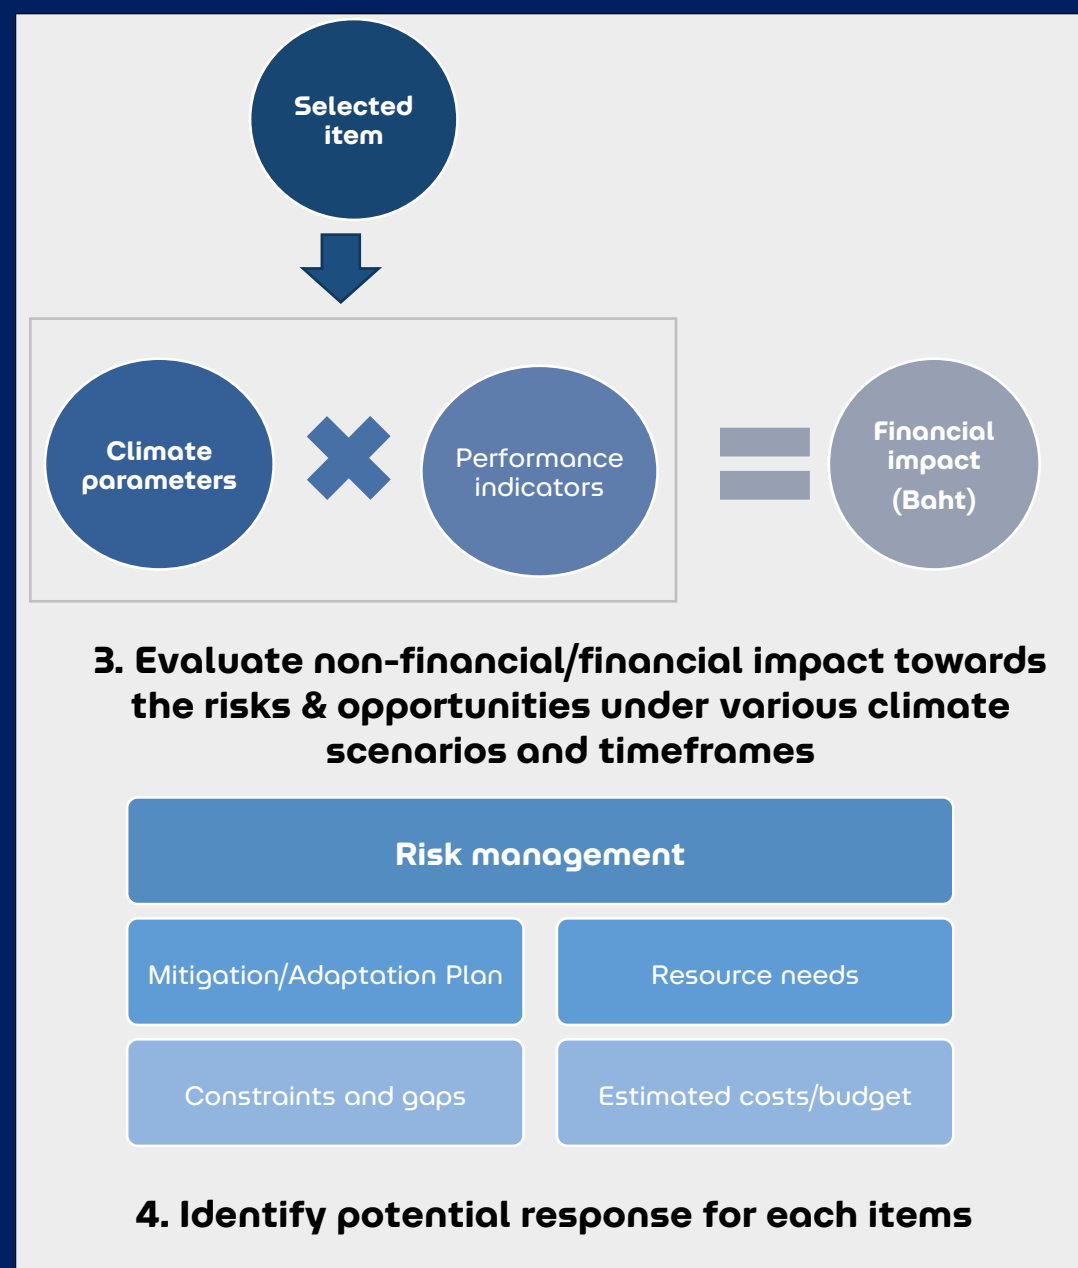 Selected
item
Climate
parameters
Performance
indicators
Financial
impact
(Baht)
3. Evaluate non-financial/financial impact towards
the risks & opportunities under various climate
scenarios and timeframes
Risk management
Mitigation/Adaptation Plan
Resource needs
Constraints and gaps
Estimated costs/budget
4. Identify potential response for each items